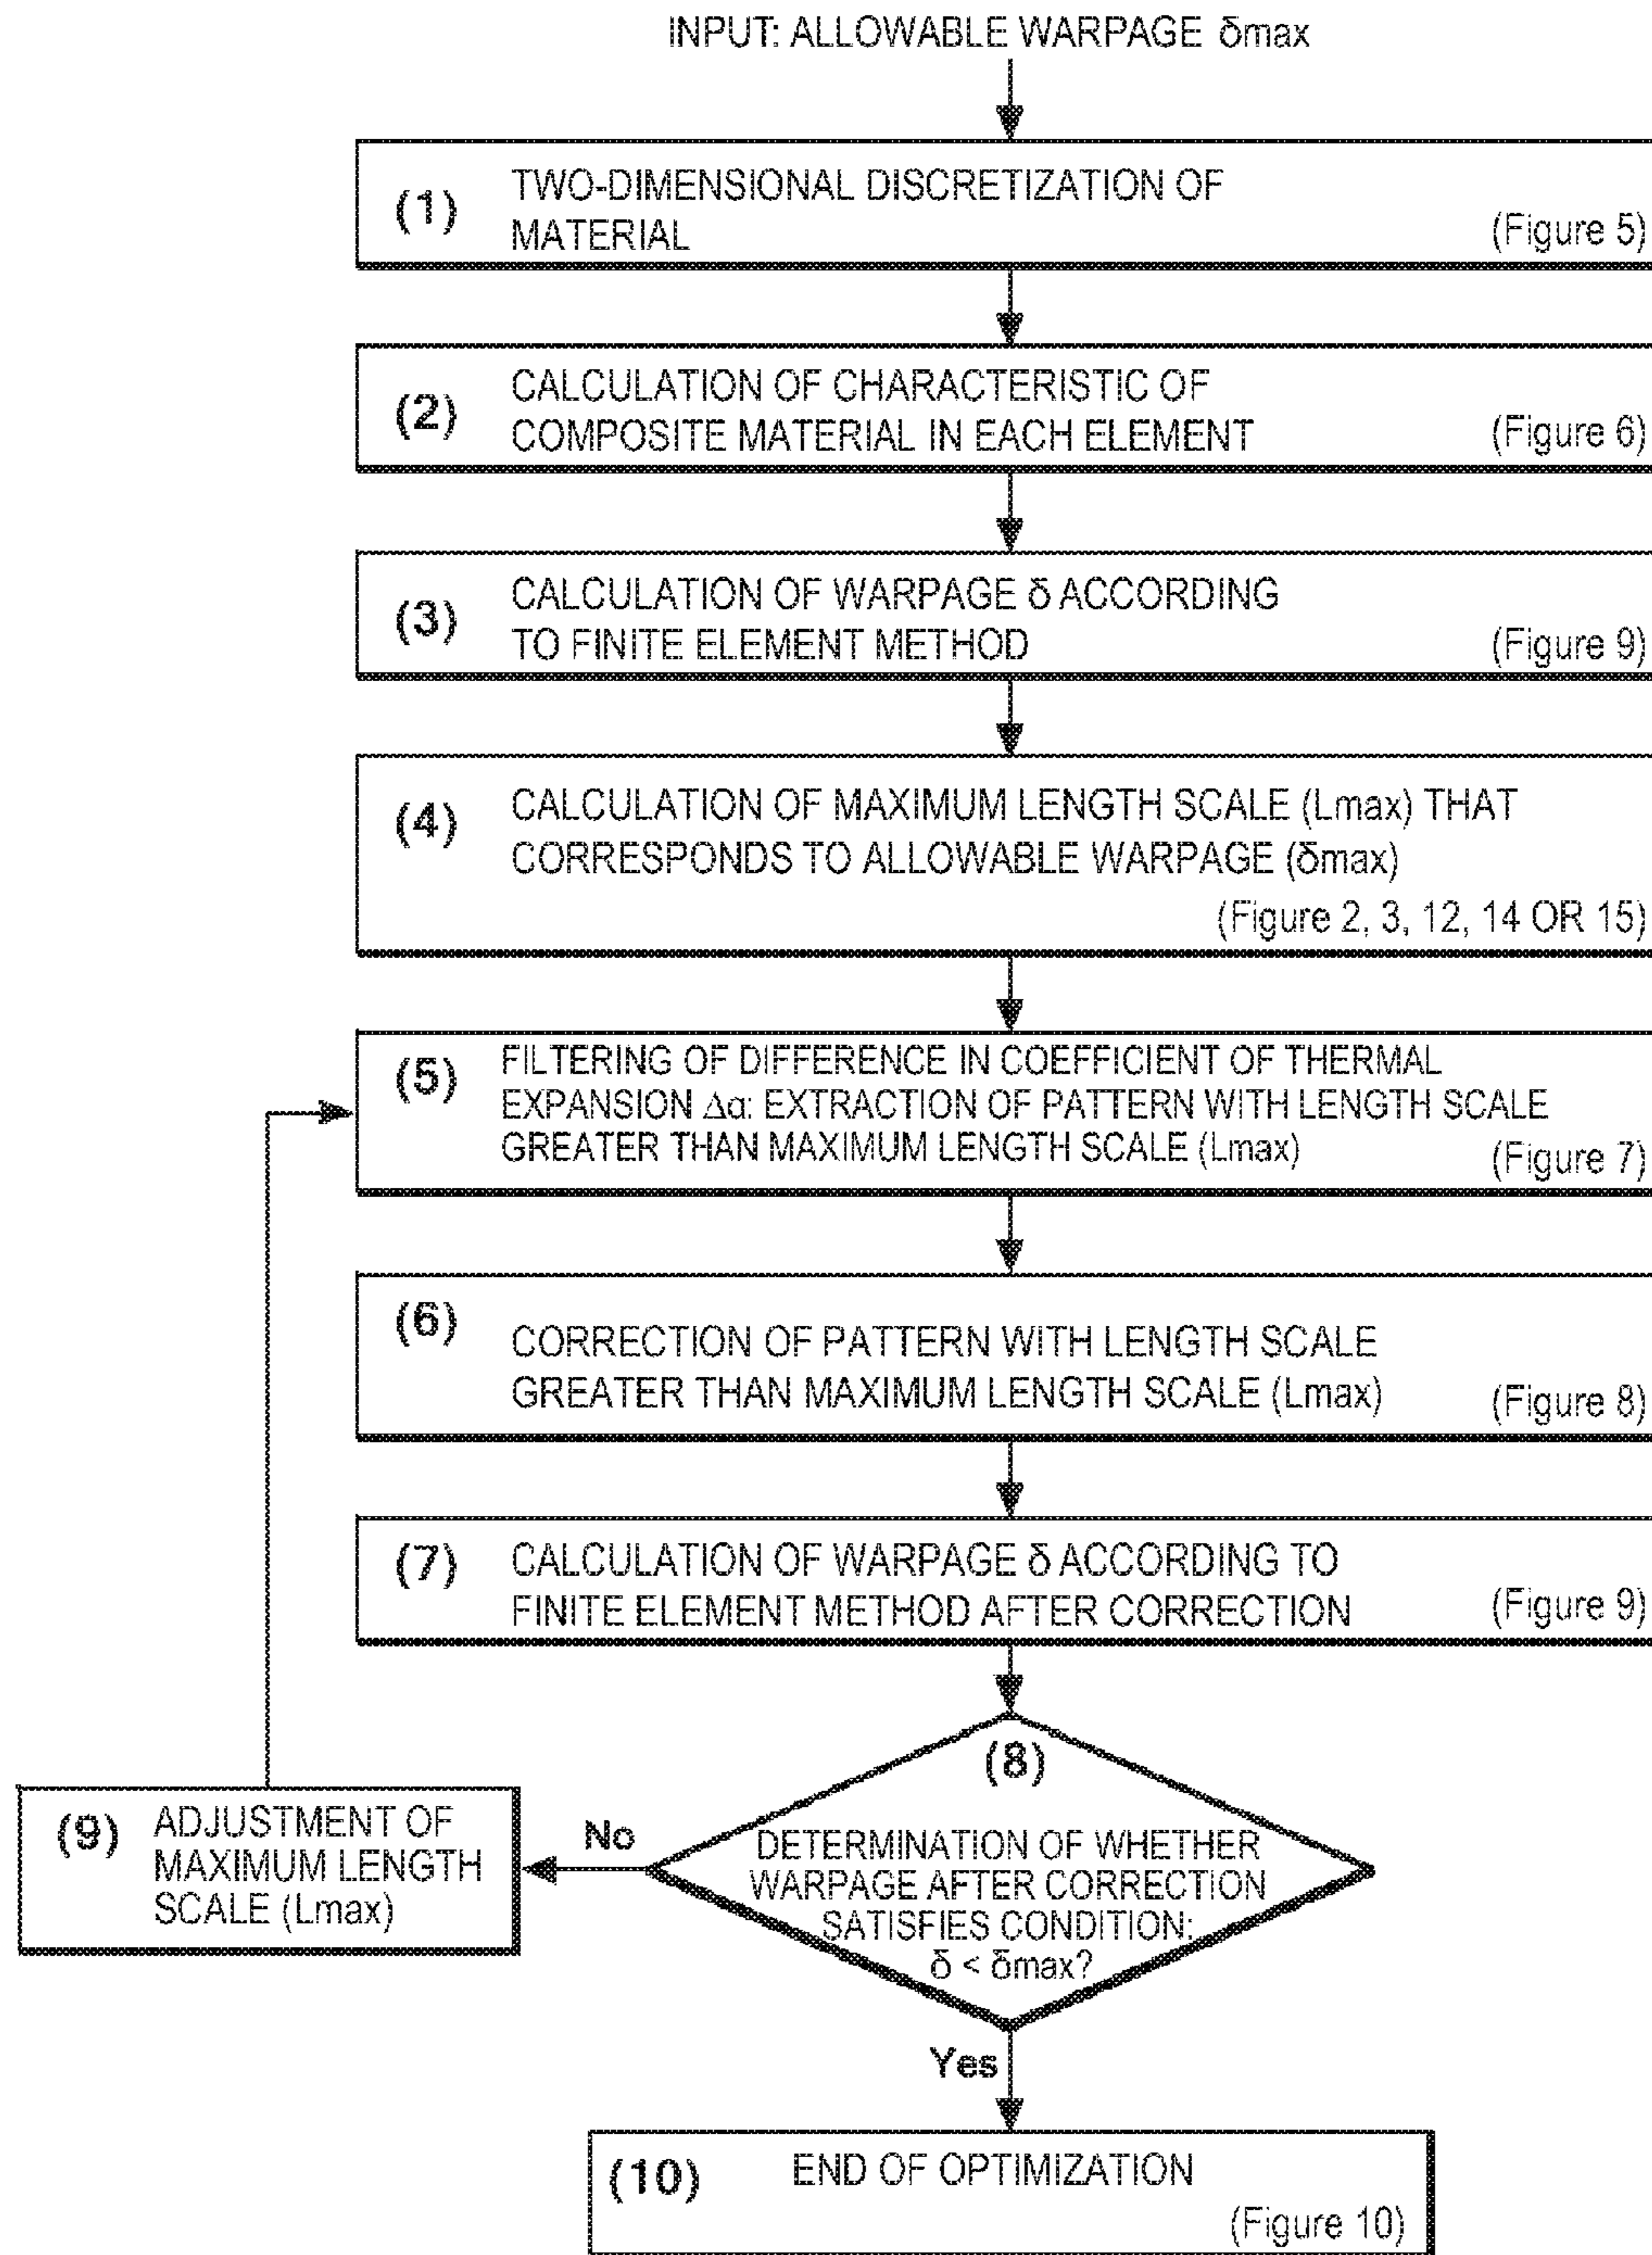 INPUT: ALLOWABLE WARPAGE δmax
(1) TWO-DIMENSIONAL DISCRETIZATION OF
MATERIAL (Figure 5)
(2) CALCULATION OF CHARACTERISTIC OF
COMPOSITE MATERIAL IN EACH ELEMENT (Figure 6)
(3) CALCULATION OF WARPAGE δ ACCORDING
TO FINITE ELEMENT METHOD (Figure 9)
(4) CALCULATION OF MAXIMUM LENGTH SCALE (Lmax) THAT
CORRESPONDS TO ALLOWABLE WARPAGE (δmax)
(Figure 2, 3, 12, 14 OR 15)
(5) FILTERING OF DIFFERENCE IN COEFFICIENT OF THERMAL
EXPANSION Δα: EXTRACTION OF PATTERN WITH LENGTH SCALE
GREATER THAN MAXIMUM LENGTH SCALE (Lmax) (Figure 7)
(6) CORRECTION OF PATTERN WITH LENGTH SCALE
GREATER THAN MAXIMUM LENGTH SCALE (Lmax) (Figure 8)
(7) CALCULATION OF WARPAGE δ ACCORDING TO
FINITE ELEMENT METHOD AFTER CORRECTION (Figure 9)
(8)
DETERMINATION OF WHETHER
WARPAGE AFTER CORRECTION
SATISFIES CONDITION:
δ < δmax?
No
(9) ADJUSTMENT OF
MAXIMUM LENGTH
SCALE (Lmax)
Yes
(10) END OF OPTIMIZATION
(Figure 10)